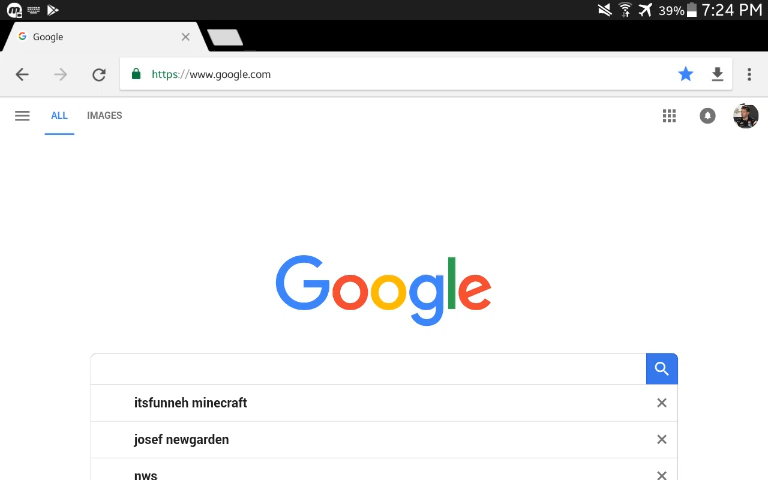 39% 7:24 PM
Google
https://www.google.com
ALL IMAGES
Google
itsfunneh minecraft
josef newgarden
nws